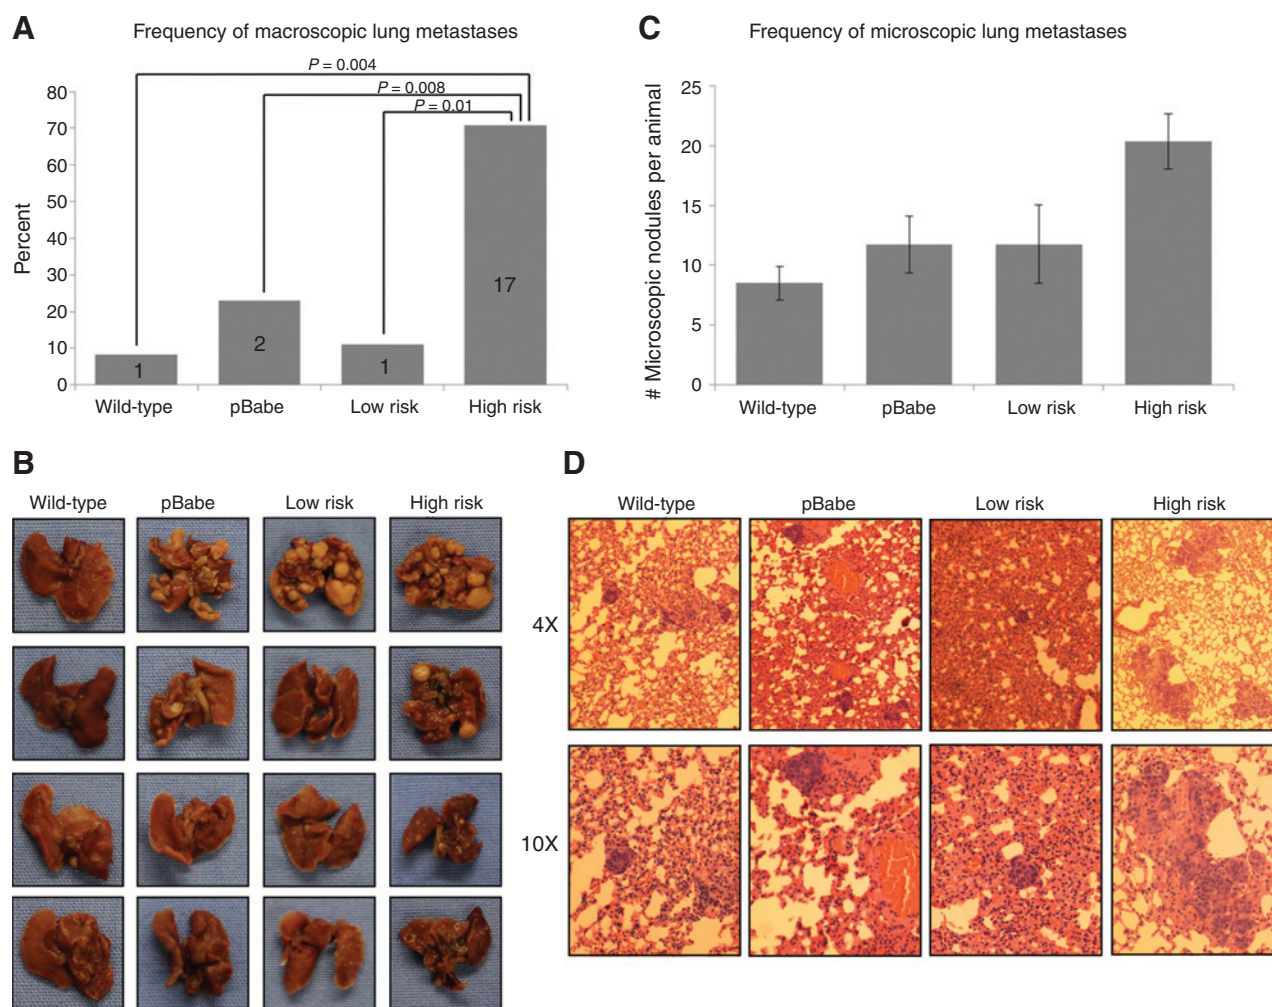 A
Frequency of macroscopic lung metastases
P = 0.004
P = 0.008
P = 0.01
Percent
80
70
60
50
40
30
20
10
0
1
2
1
17
Wild-type pBabe Low risk High risk
C
Frequency of microscopic lung metastases
# Microscopic nodules per animal
25
20
15
10
5
0
Wild-type pBabe Low risk High risk
B
Wild-type pBabe Low risk High risk
D
Wild-type pBabe Low risk High risk
4X
10X